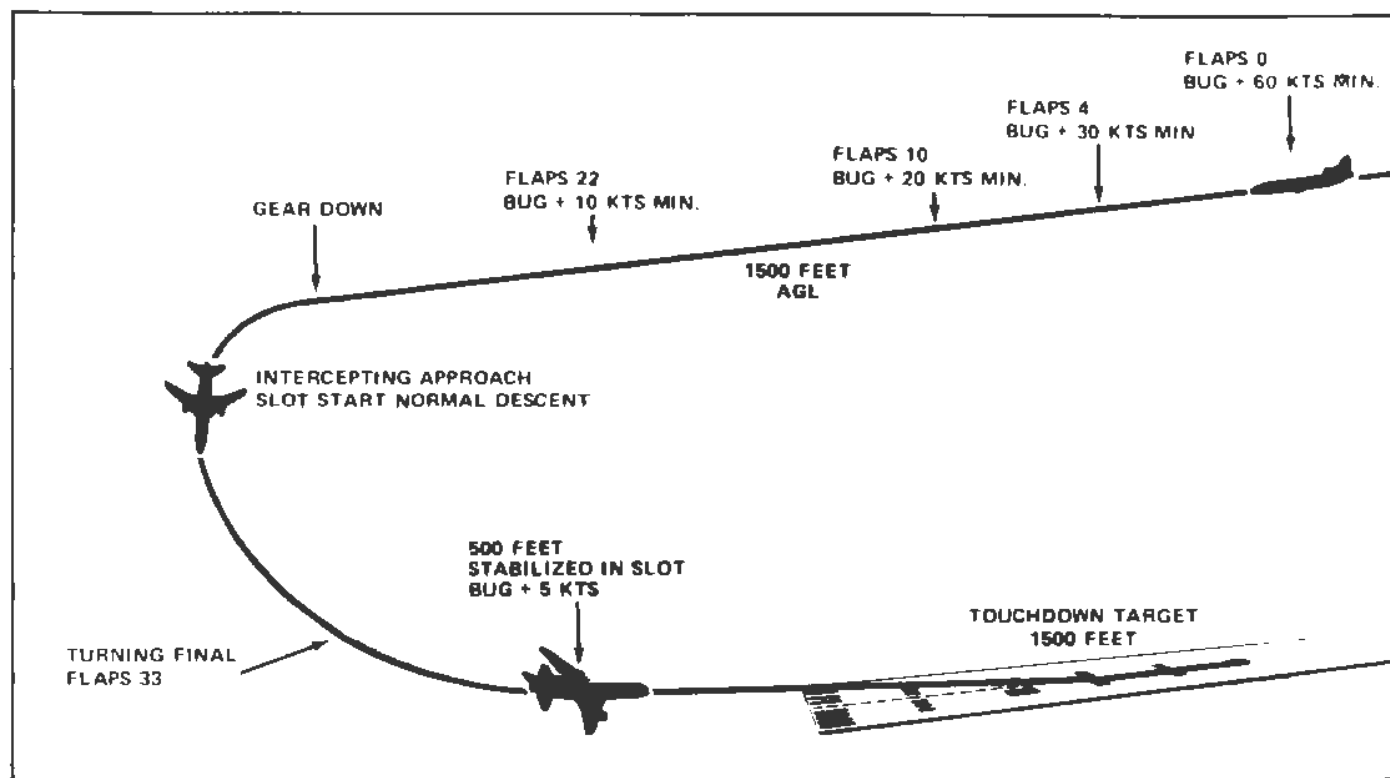 FLAPS 0
BUG + 60 KTS MIN.
FLAPS 4
BUG + 30 KTS MIN
FLAPS 10
BUG + 20 KTS MIN.
FLAPS 22
BUG + 10 KTS MIN.
GEAR DOWN
1500 FEET
AGL
INTERCEPTING APPROACH
SLOT START NORMAL DESCENT
500 FEET
STABILIZED IN SLOT
BUG + 5 KTS
TOUCHDOWN TARGET
1500 FEET
TURNING FINAL
FLAPS 33